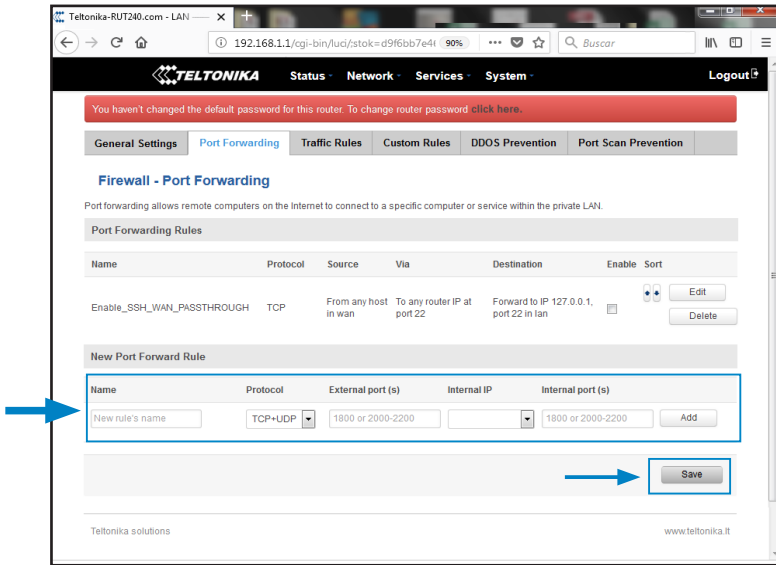 Teltonika-RUT240.com - LAN
192.168.1.1/cgi-bin/luci/;stok=d9f6bb7e4 90% Buscar
TELTONIKA Status Network Services System Logout
You haven't changed the default password for this router. To change router password click here.
General Settings Port Forwarding Traffic Rules Custom Rules DDOS Prevention Port Scan Prevention
Firewall - Port Forwarding
Port forwarding allows remote computers on the Internet to connect to a specific computer or service within the private LAN.
Port Forwarding Rules
Name Protocol Source Via Destination Enable Sort
Enable_SSH_WAN_PASSTHROUGH TCP From any host in wan To any router IP at port 22 Forward to IP 127.0.0.1, port 22 in lan Edit
Delete
New Port Forward Rule
Name Protocol External port (s) Internal IP Internal port (s)
New rule's name TCP+UDP 1800 or 2000-2200 1800 or 2000-2200 Add
Save
Teltonika solutions www.teltonika.lt